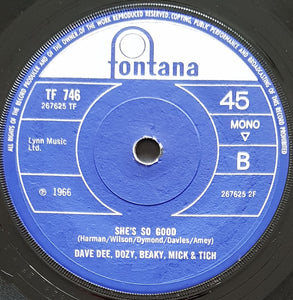 fontana
TF 746
267625 TF
45
MONO
Lynn Music
Ltd.
B
℗ 1966
267625 2F
SHE'S SO GOOD
(Harman/Wilson/Dymond/Davies/Amey)
DAVE DEE, DOZY, BEAKY, MICK & TICH